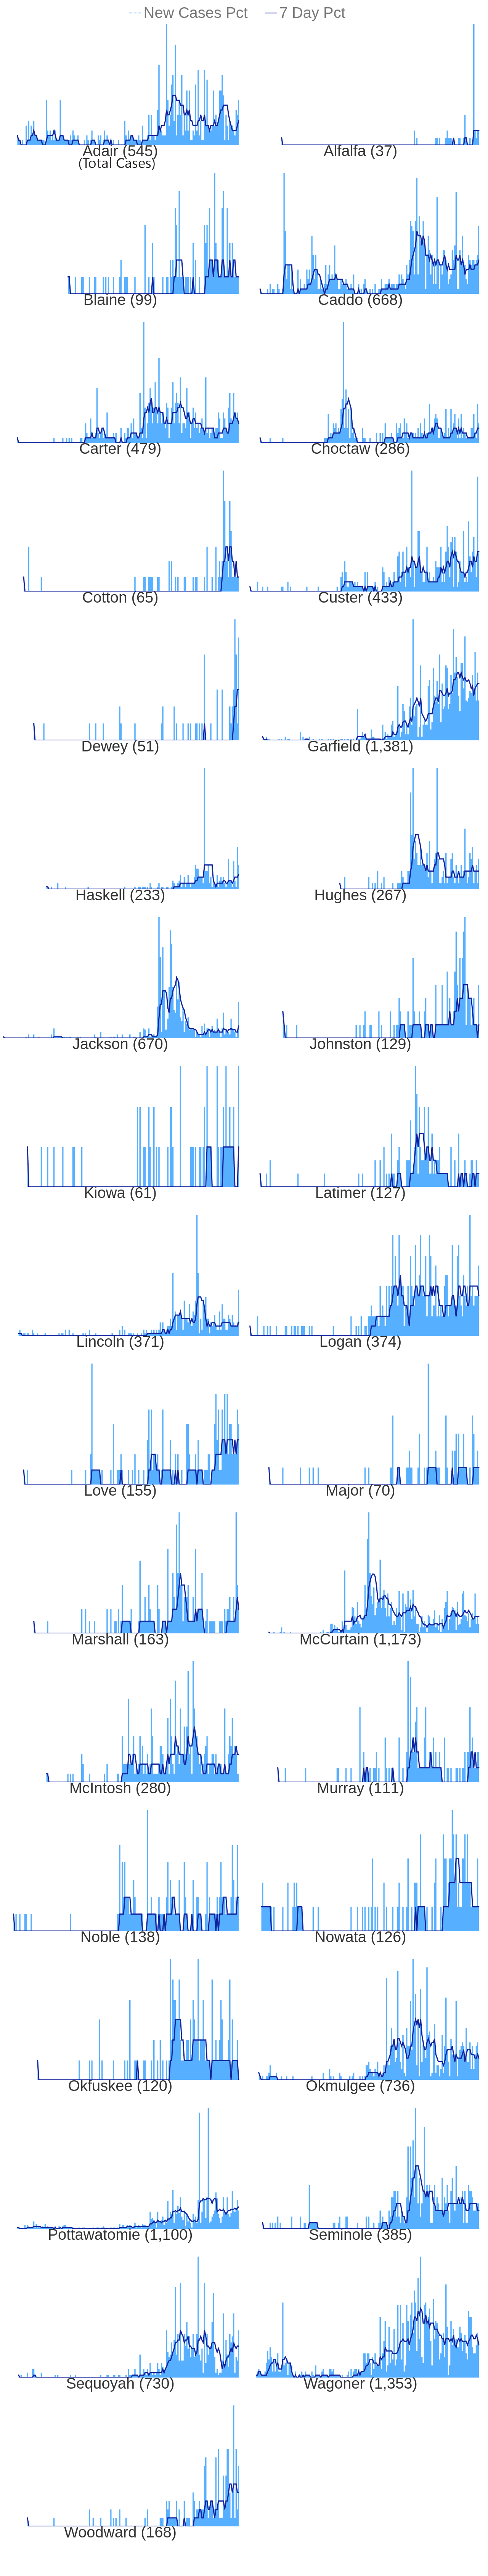 New Cases Pct 7 Day Pct
Adair (545) Alfalfa (37)
(Total Cases)
Blaine (99) Caddo (668)
Carter (479) Choctaw (286)
Cotton (65) Custer (433)
Dewey (51) Garfield (1,381)
Haskell (233) Hughes (267)
Jackson (670) Johnston (129)
Kiowa (61) Latimer (127)
Lincoln (371) Logan (374)
Love (155) Major (70)
Marshall (163) McCurtain (1,173)
McIntosh (280) Murray (111)
Noble (138) Nowata (126)
Okfuskee (120) Okmulgee (736)
Pottawatomie (1,100) Seminole (385)
Sequoyah (730) Wagoner (1,353)
Woodward (168)